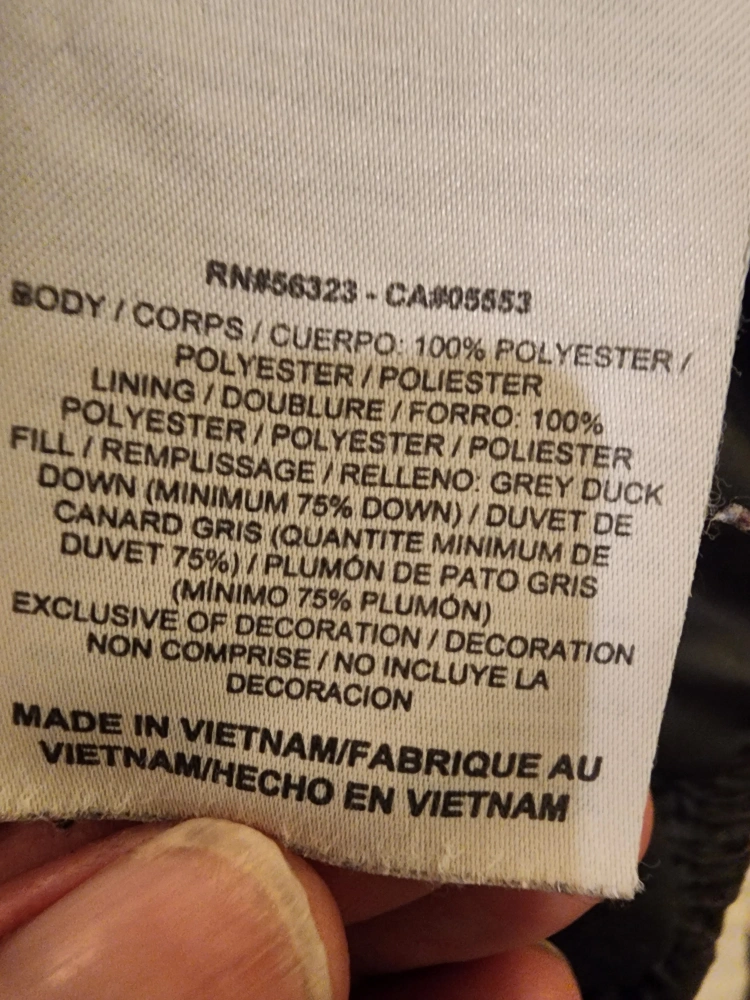 RN#56323 - CA#05553
BODY / CORPS / CUERPO: 100% POLYESTER /
POLYESTER / POLIESTER
LINING / DOUBLURE / FORRO: 100%
POLYESTER / POLYESTER / POLIESTER
FILL / REMPLISSAGE / RELLENO: GREY DUCK
DOWN (MINIMUM 75% DOWN) / DUVET DE
CANARD GRIS (QUANTITE MINIMUM DE
DUVET 75%) / PLUMÓN DE PATO GRIS
(MÍNIMO 75% PLUMÓN)
EXCLUSIVE OF DECORATION / DECORATION
NON COMPRISE / NO INCLUYE LA
DECORACION
MADE IN VIETNAM/FABRIQUE AU
VIETNAM/HECHO EN VIETNAM